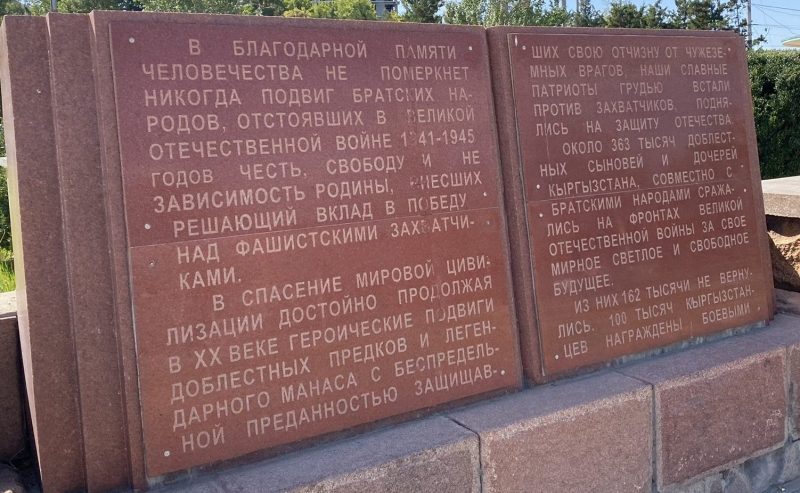 В БЛАГОДАРНОЙ ПАМЯТИ
ЧЕЛОВЕЧЕСТВА НЕ ПОМЕРКНЕТ
НИКОГДА ПОДВИГ БРАТСКИХ НА-
РОДОВ, ОТСТОЯВШИХ В ВЕЛИКОЙ
ОТЕЧЕСТВЕННОЙ ВОЙНЕ 1941-1945
ГОДОВ ЧЕСТЬ, СВОБОДУ И НЕ
ЗАВИСИМОСТЬ РОДИНЫ, ВНЕСШИХ
РЕШАЮЩИЙ ВКЛАД В ПОБЕДУ
НАД ФАШИСТСКИМИ ЗАХВАТЧИ-
КАМИ.
В СПАСЕНИЕ МИРОВОЙ ЦИВИ-
ЛИЗАЦИИ ДОСТОЙНО ПРОДОЛЖАЯ
В ХХ ВЕКЕ ГЕРОИЧЕСКИЕ ПОДВИГИ
ДОБЛЕСТНЫХ ПРЕДКОВ И ЛЕГЕН-
ДАРНОГО МАНАСА С БЕСПРЕДЕЛЬ-
НОЙ ПРЕДАННОСТЬЮ ЗАЩИЩАВ-
ШИХ СВОЮ ОТЧИЗНУ ОТ ЧУЖЕЗЕ-
МНЫХ ВРАГОВ, НАШИ СЛАВНЫЕ
ПАТРИОТЫ ГРУДЬЮ ВСТАЛИ
ПРОТИВ ЗАХВАТЧИКОВ. ПОДНЯ-
ЛИСЬ НА ЗАЩИТУ ОТЕЧЕСТВА.
ОКОЛО 363 ТЫСЯЧ ДОБЛЕСТ-
НЫХ СЫНОВЕЙ И ДОЧЕРЕЙ
КЫРГЫЗСТАНА, СОВМЕСТНО С
БРАТСКИМИ НАРОДАМИ СРАЖА-
ЛИСЬ НА ФРОНТАХ ВЕЛИКОЙ
ОТЕЧЕСТВЕННОЙ ВОЙНЫ ЗА СВОЕ
МИРНОЕ СВЕТЛОЕ И СВОБОДНОЕ
БУДУЩЕЕ.
ИЗ НИХ 162 ТЫСЯЧИ НЕ ВЕРНУ-
ЛИСЬ. 100 ТЫСЯЧ КЫРГЫЗСТАН-
ЦЕВ НАГРАЖДЕНЫ БОЕВЫМИ